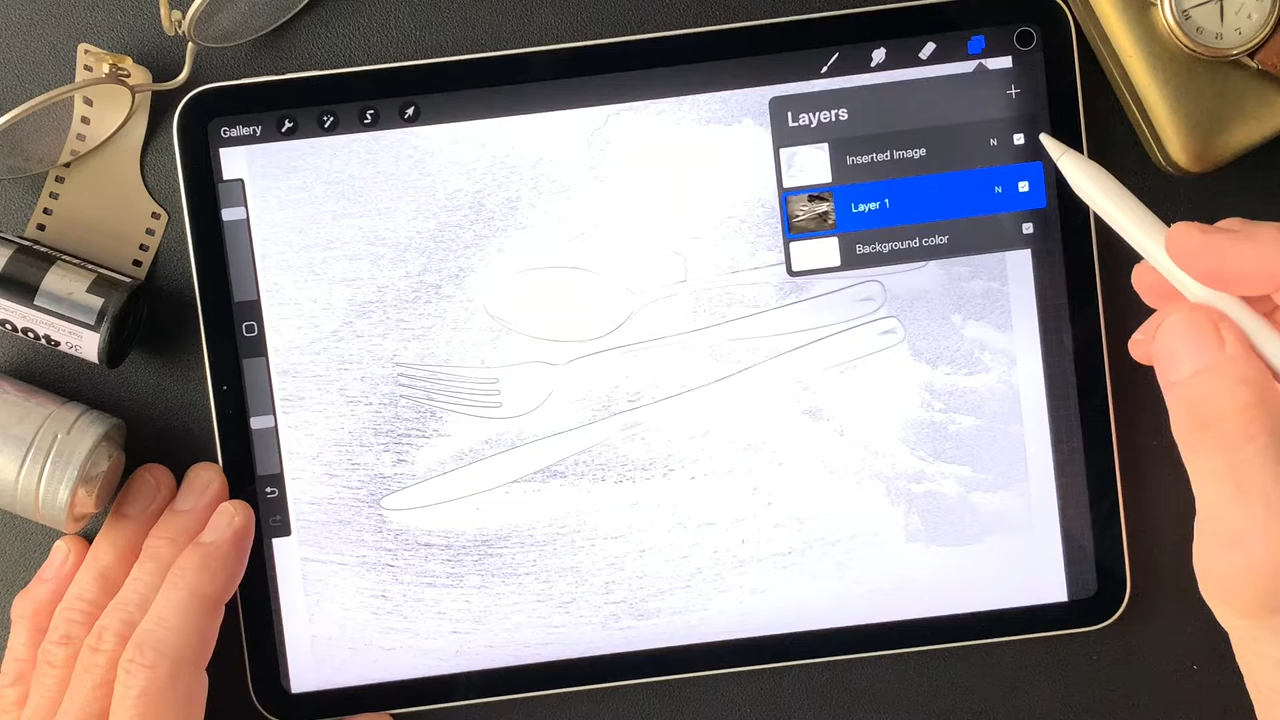 Gallery
Layers
Inserted Image N
Layer 1 N
Background color
400
36